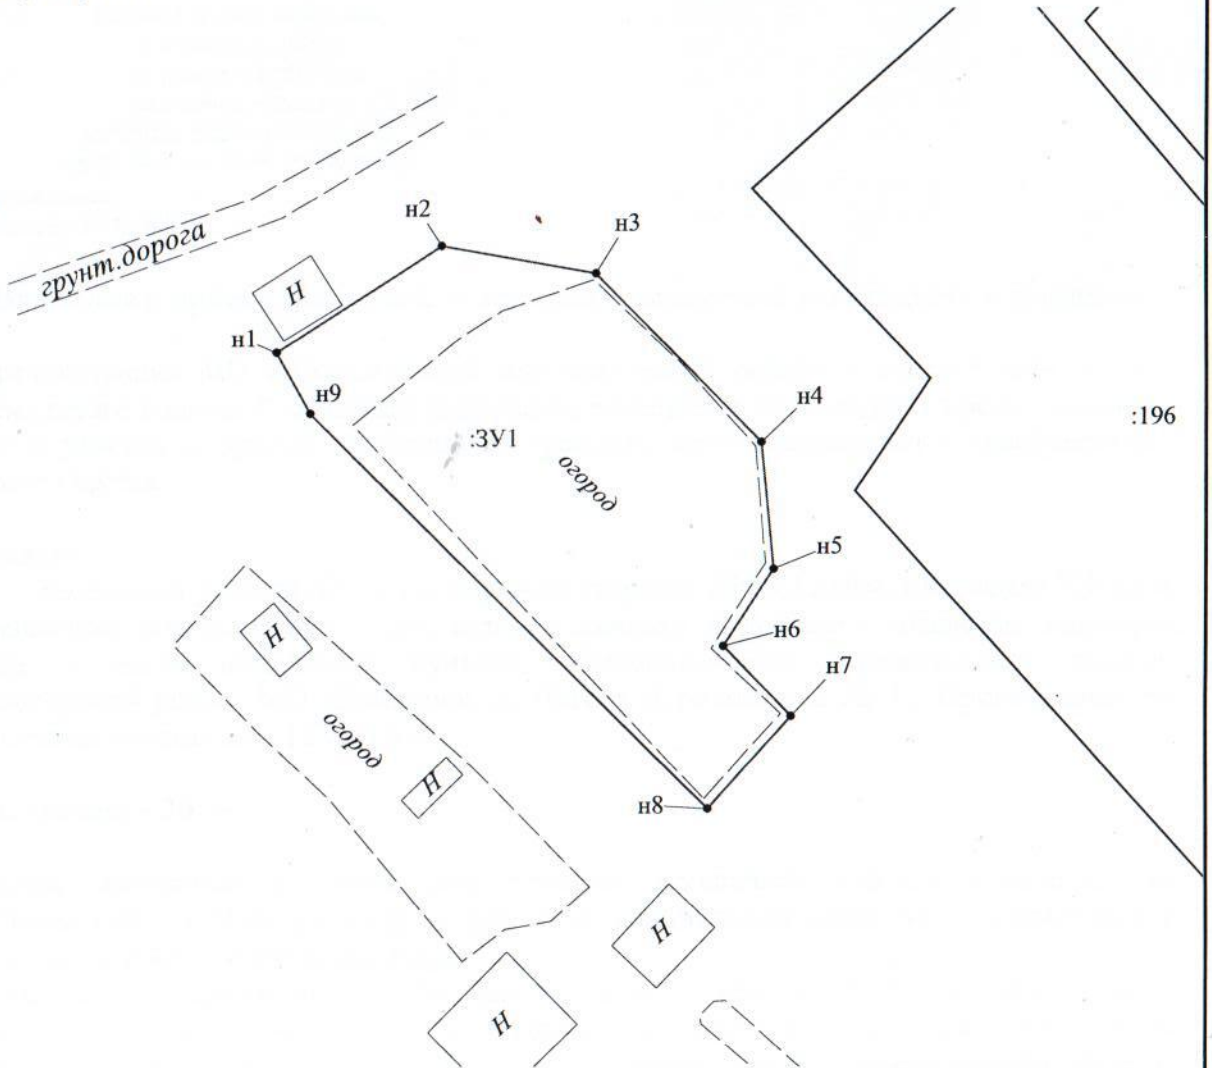 н2
н3
грунт.дорога
Н
н1
н9
н4
:196
:ЗУ1
огород
н5
Н
н6
н7
огород
Н
н8
Н
Н